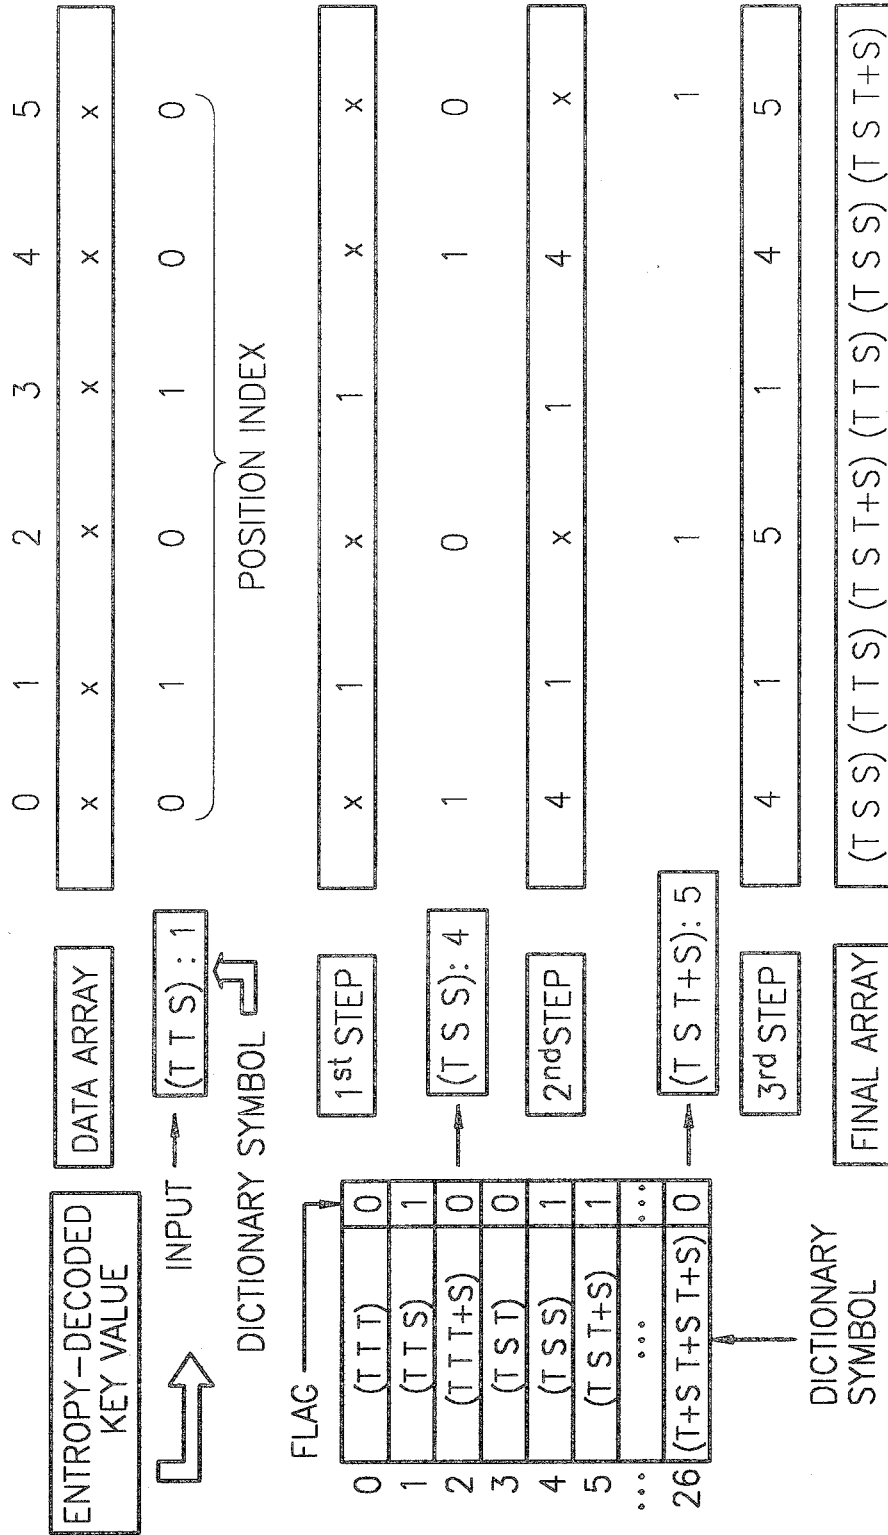 ENTROPY-DECODED
KEY VALUE
DATA ARRAY
0 1 2 3 4 5
x x x x x x
INPUT
(T T S) : 1
0 1 0 1 0 0
DICTIONARY SYMBOL
POSITION INDEX
FLAG
1st STEP
x 1 x 1 x x
(T S S): 4
1 0 1 0
2nd STEP
4 1 x 1 4 x
(T S T+S): 5
1 1
3rd STEP
4 1 5 1 4 5
FINAL ARRAY
(T S S) (T T S) (T S T+S) (T T S) (T S S) (T S T+S)
0 (T T T) 0
1 (T T S) 1
2 (T T T+S) 0
3 (T S T) 0
4 (T S S) 1
5 (T S T+S) 1
... ... ...
26 (T+S T+S T+S) 0
DICTIONARY
SYMBOL